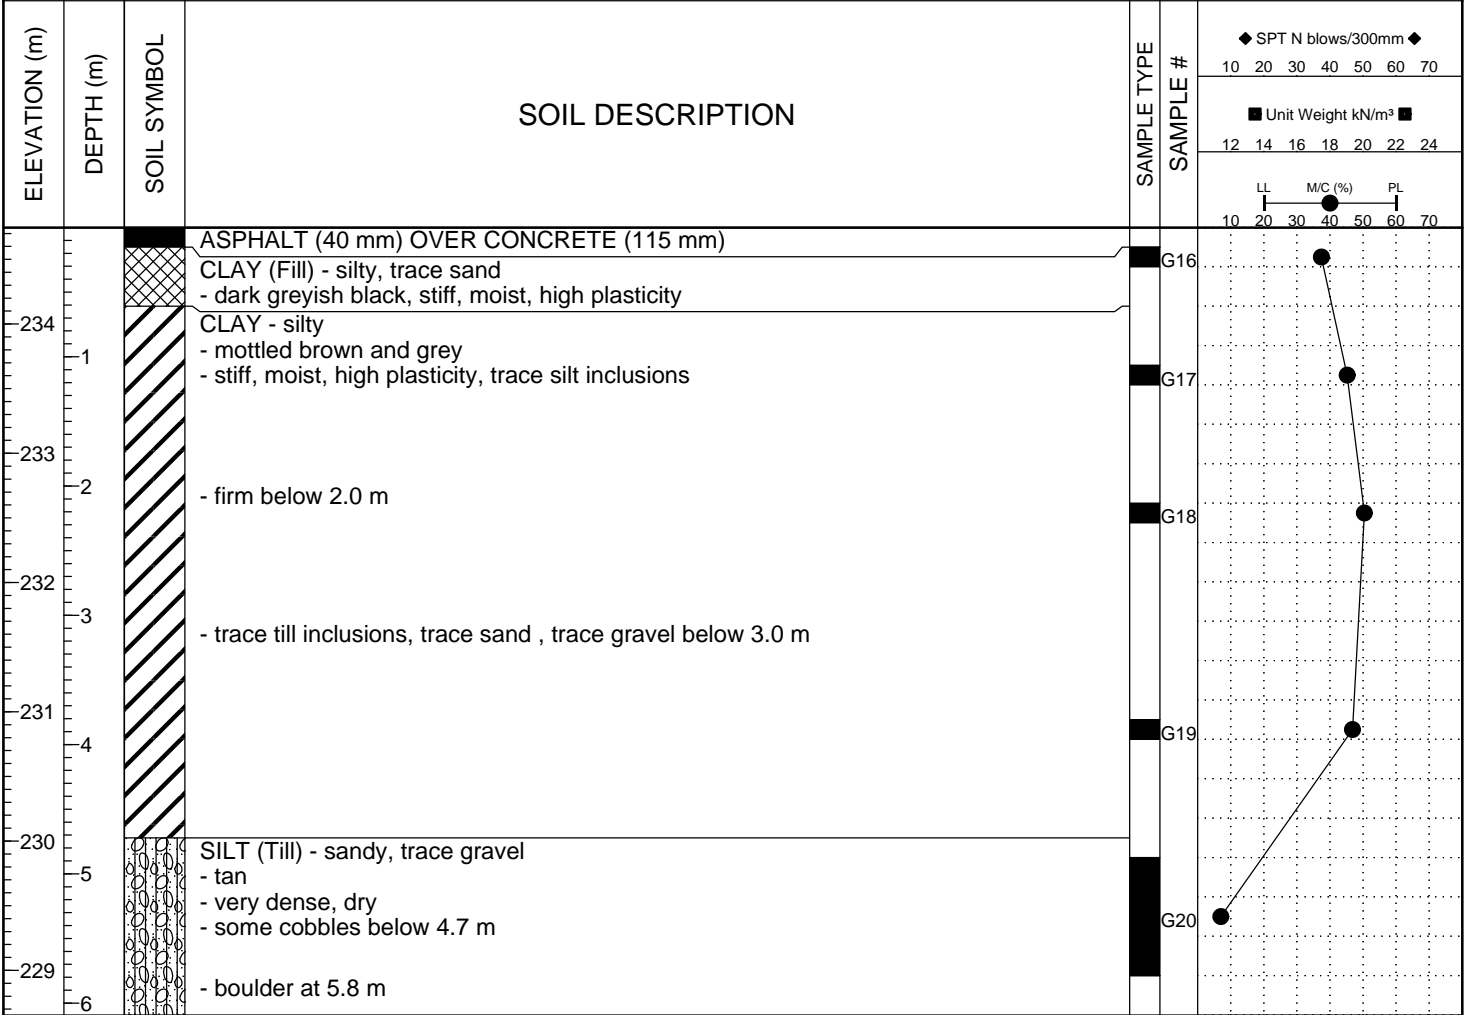 ELEVATION (m)
DEPTH (m)
SOIL SYMBOL
SOIL DESCRIPTION
SAMPLE TYPE
SAMPLE #
◆ SPT N blows/300mm ◆
10 20 30 40 50 60 70
■ Unit Weight kN/m³ ■
12 14 16 18 20 22 24
LL M/C (%) PL
10 20 30 40 50 60 70
ASPHALT (40 mm) OVER CONCRETE (115 mm)
G16
CLAY (Fill) - silty, trace sand
- dark greyish black, stiff, moist, high plasticity
234
CLAY - silty
- mottled brown and grey
1
- stiff, moist, high plasticity, trace silt inclusions
G17
233
2
- firm below 2.0 m
G18
232
3
- trace till inclusions, trace sand , trace gravel below 3.0 m
231
G19
4
230
SILT (Till) - sandy, trace gravel
5
- tan
- very dense, dry
G20
- some cobbles below 4.7 m
229
- boulder at 5.8 m
6